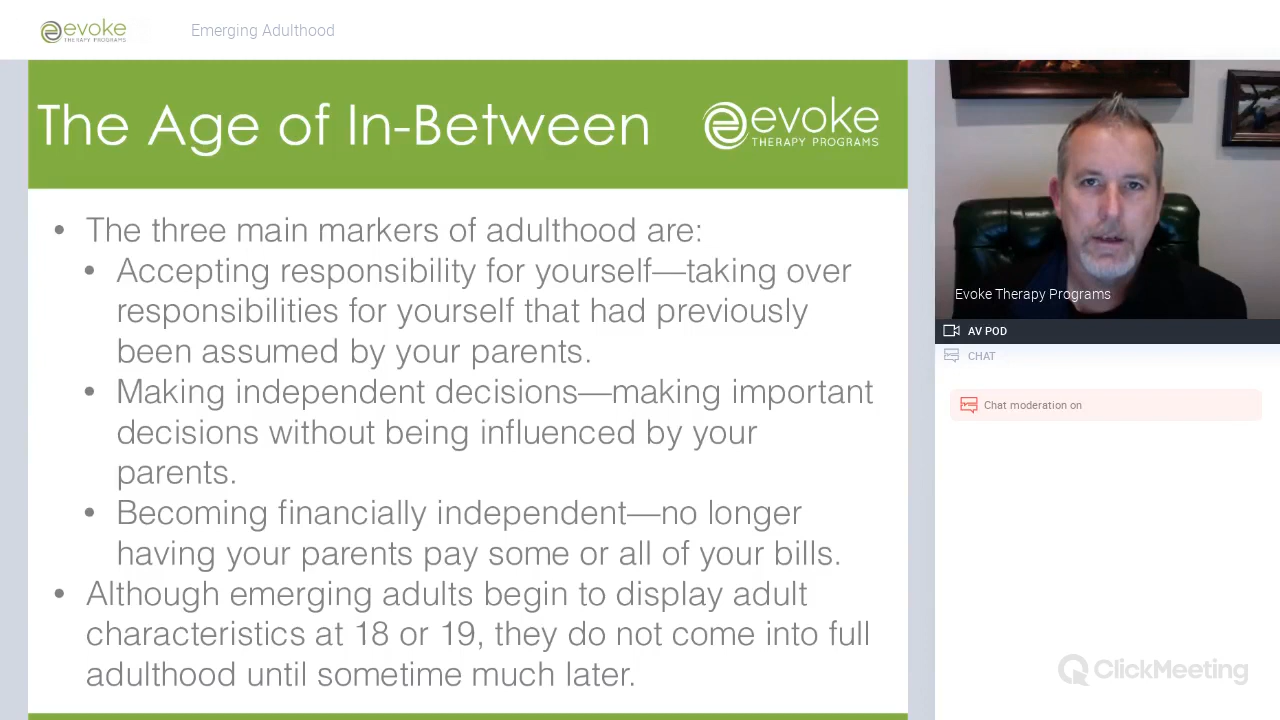 evoke
THERAPY PROGRAMS
Emerging Adulthood
The Age of In-Between
evoke
THERAPY PROGRAMS
• The three main markers of adulthood are:
• Accepting responsibility for yourself—taking over
responsibilities for yourself that had previously
been assumed by your parents.
• Making independent decisions—making important
decisions without being influenced by your
parents.
• Becoming financially independent—no longer
having your parents pay some or all of your bills.
• Although emerging adults begin to display adult
characteristics at 18 or 19, they do not come into full
adulthood until sometime much later.
Evoke Therapy Programs
AV POD
CHAT
Chat moderation on
ClickMeeting